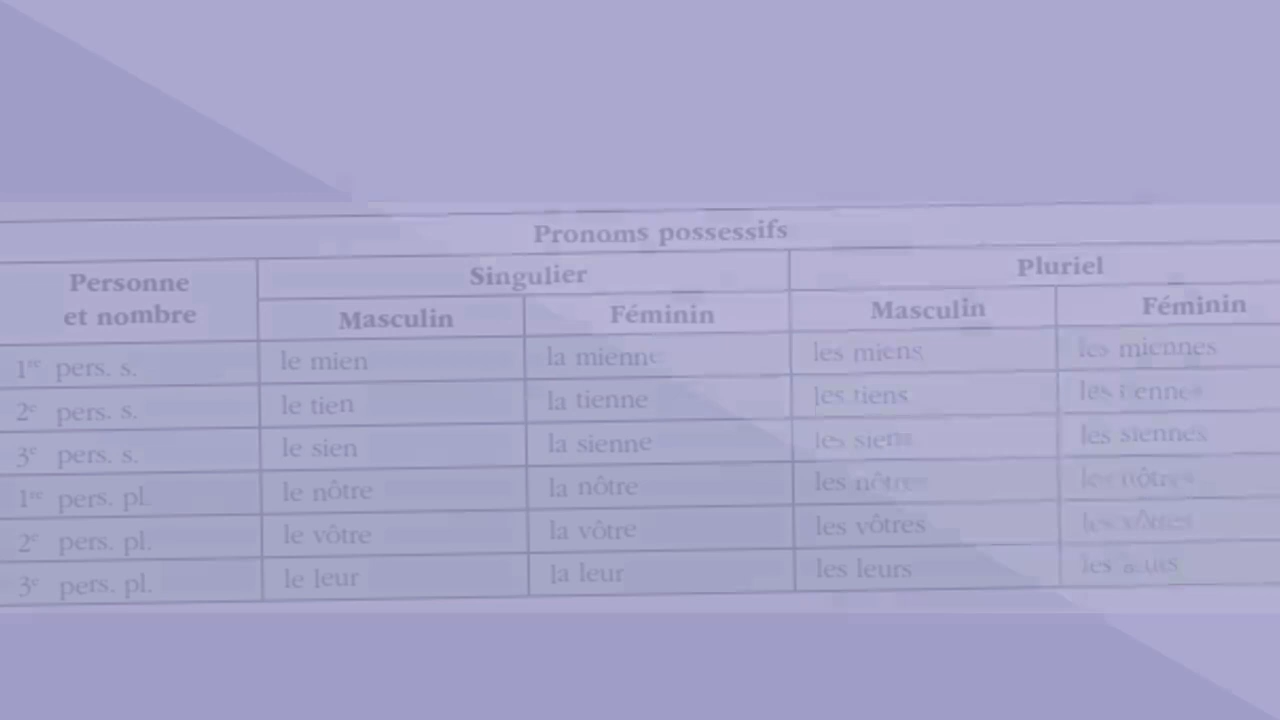 Pronoms possessifs
Personne et nombre Singulier Pluriel
Masculin Féminin Masculin Féminin
1re pers. s. le mien la mienne les miens les miennes
2e pers. s. le tien la tienne les tiens les tiennes
3e pers. s. le sien la sienne les siens les siennes
1re pers. pl. le nôtre la nôtre les nôtres les nôtres
2e pers. pl. le vôtre la vôtre les vôtres les vôtres
3e pers. pl. le leur la leur les leurs les